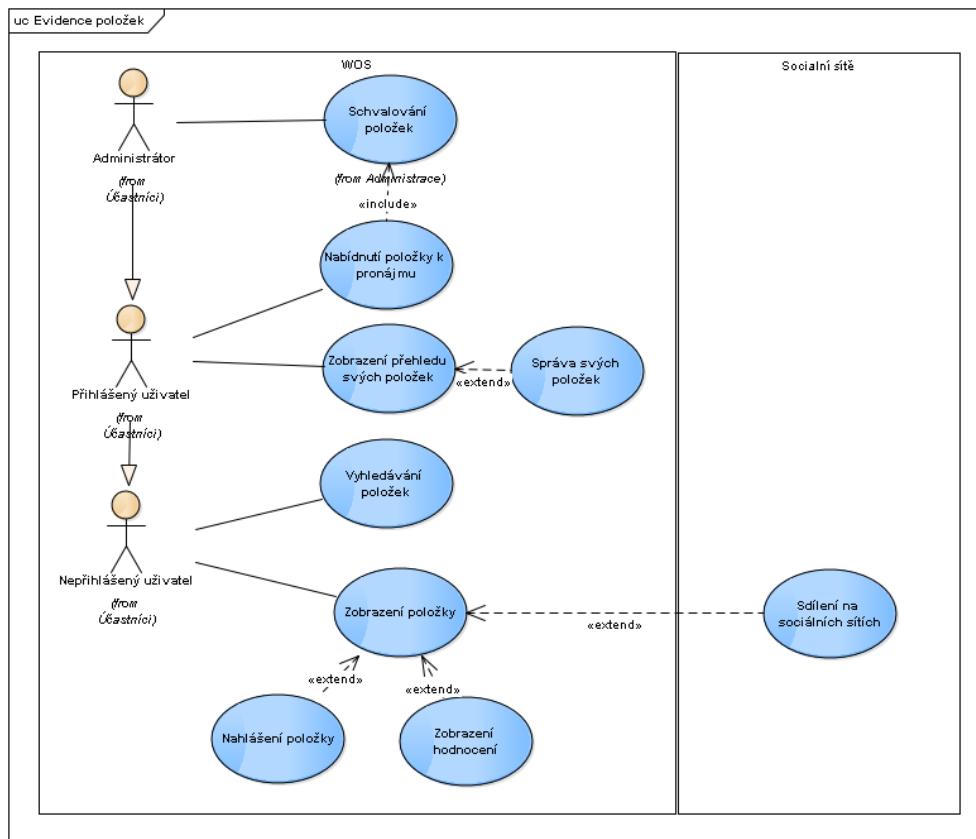 uc Evidence položek
WOS
Socialní sítě
Schvalování
položek
(from Administrace)
Administrátor
(from
Účastníci)
«include»
Nabídnutí položky k
pronájmu
Přihlášený uživatel
(from
Účastníci)
Zobrazení přehledu
svých položek
«extend»
Správa svých
položek
Vyhledávání
položek
Nepřihlášený uživatel
(from
Účastníci)
Zobrazení položky
«extend»
Sdílení na
sociálních sítích
«extend»
«extend»
Nahlášení položky
Zobrazení
hodnocení